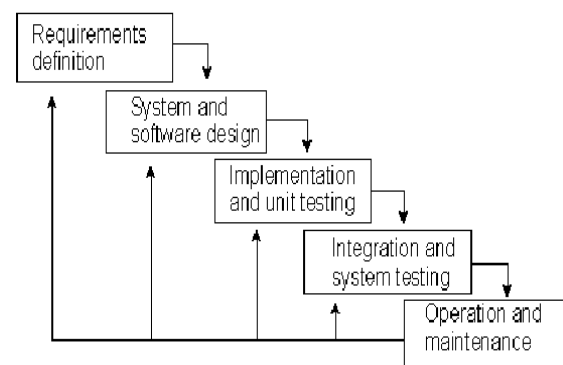 Requirements
definition
System and
software design
Implementation
and unit testing
Integration and
system testing
Operation and
maintenance